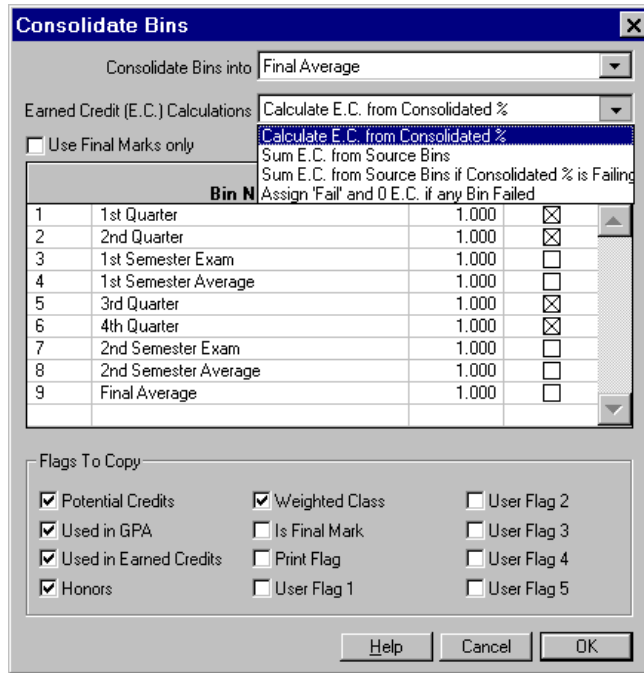 Consolidate Bins
Consolidate Bins into Final Average
Earned Credit (E.C.) Calculations Calculate E.C. from Consolidated %
Calculate E.C. from Consolidated %
Use Final Marks only
Sum E.C. from Source Bins
Sum E.C. from Source Bins if Consolidated % is Failing
Bin N Assign 'Fail' and 0 E.C. if any Bin Failed
1 1st Quarter 1.000
2 2nd Quarter 1.000
3 1st Semester Exam 1.000
4 1st Semester Average 1.000
5 3rd Quarter 1.000
6 4th Quarter 1.000
7 2nd Semester Exam 1.000
8 2nd Semester Average 1.000
9 Final Average 1.000
Flags To Copy
Potential Credits Weighted Class User Flag 2
Used in GPA Is Final Mark User Flag 3
Used in Earned Credits Print Flag User Flag 4
Honors User Flag 1 User Flag 5
Help Cancel OK